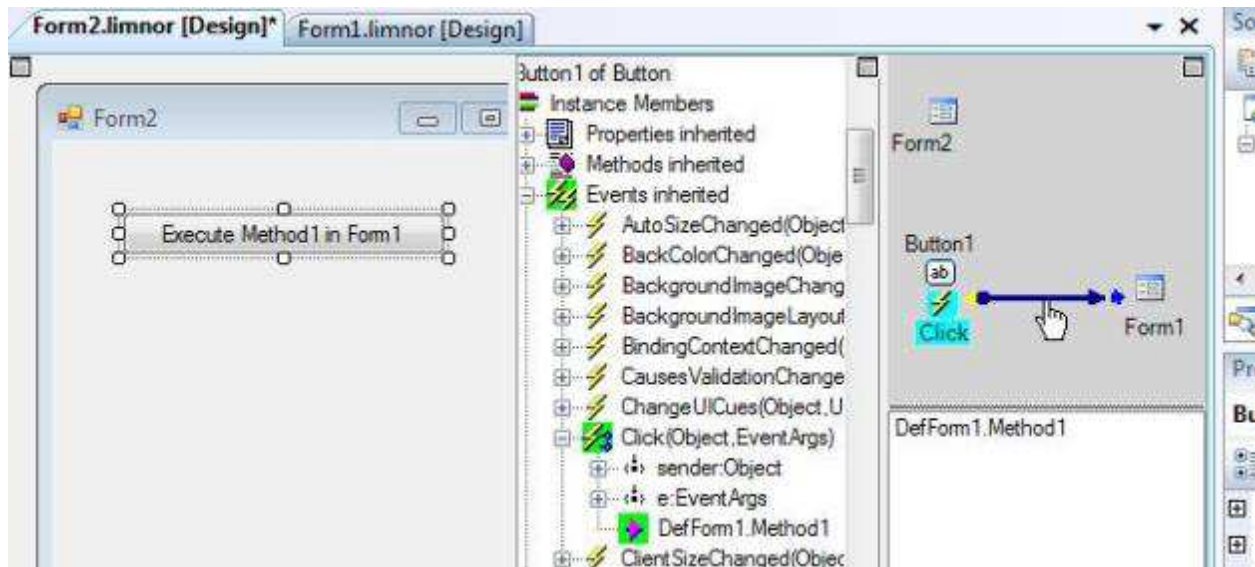 Form2.limnor [Design]* Form1.limnor [Design]
So
Form2
Execute Method1 in Form1
Button1 of Button
Instance Members
Properties inherited
Methods inherited
Events inherited
AutoSizeChanged(Object
BackColorChanged(Obje
BackgroundImageChang
BackgroundImageLayout
BindingContextChanged(
CausesValidationChange
ChangeUICues(Object,U
Click(Object,EventArgs)
sender:Object
e:EventArgs
DefForm1.Method1
ClientSizeChanged(Objec
Form2
Button1
ab
Click
Form1
DefForm1.Method1
Pr
Bu